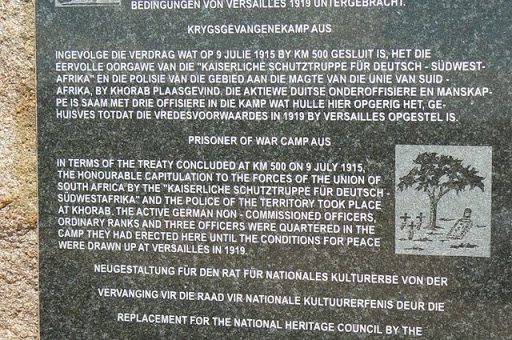 BEDINGUNGEN VON VERSAILLES 1919 UNTERGEBRACHT.
KRYGSGEVANGENEKAMP AUS
INGEVOLGE DIE VERDRAG WAT OP 9 JULIE 1915 BY KM 500 GESLUIT IS, HET DIE
EERVOLLE OORGAWE VAN DIE "KAISERLICHE SCHUTZTRUPPE FÜR DEUTSCH - SÜDWEST-
AFRIKA" EN DIE POLISIE VAN DIE GEBIED AAN DIE MAGTE VAN DIE UNIE VAN SUID -
AFRIKA, BY KHORAB PLAASGEVIND. DIE AKTIEWE DUITSE ONDEROFFISIERE EN MANSKAP-
PE IS SAAM MET DRIE OFFISIERE IN DIE KAMP WAT HULLE HIER OPGERIG HET, GE-
HUISVES TOTDAT DIE VREDESVOORWAARDES IN 1919 BY VERSAILLES OPGESTEL IS.
PRISONER OF WAR CAMP AUS
IN TERMS OF THE TREATY CONCLUDED AT KM 500 ON 9 JULY 1915,
THE HONOURABLE CAPITULATION TO THE FORCES OF THE UNION OF
SOUTH AFRICA BY THE "KAISERLICHE SCHUTZTRUPPE FÜR DEUTSCH -
SÜDWESTAFRIKA" AND THE POLICE OF THE TERRITORY TOOK PLACE
AT KHORAB. THE ACTIVE GERMAN NON - COMMISSIONED OFFICERS,
ORDINARY RANKS AND THREE OFFICERS WERE QUARTERED IN THE
CAMP THEY HAD ERECTED HERE UNTIL THE CONDITIONS FOR PEACE
WERE DRAWN UP AT VERSAILLES IN 1919.
NEUGESTALTUNG FÜR DEN RAT FÜR NATIONALES KULTURERBE VON DER
VERVANGING VIR DIE RAAD VIR NATIONALE KULTUURERFENIS DEUR DIE
REPLACEMENT FOR THE NATIONAL HERITAGE COUNCIL BY THE